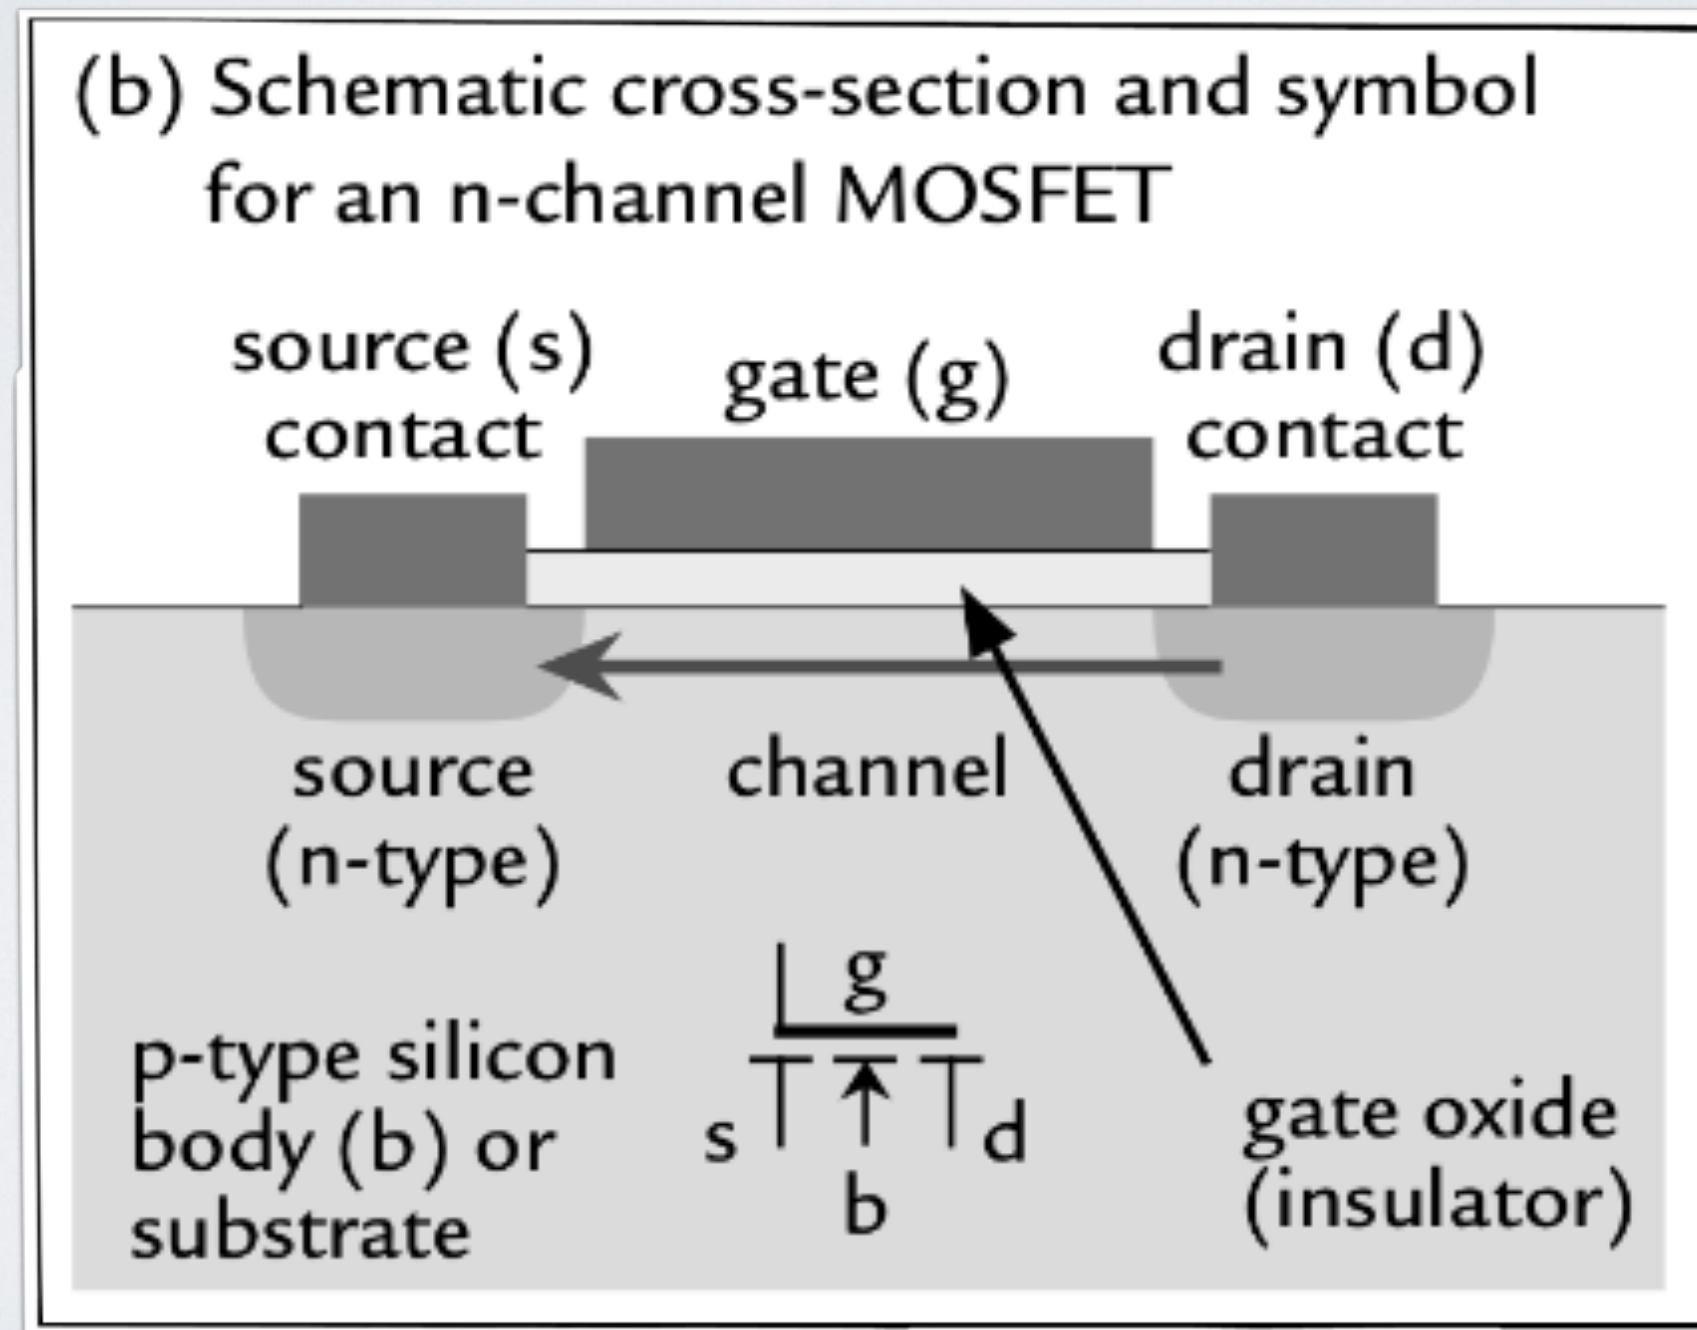 (b) Schematic cross-section and symbol
for an n-channel MOSFET
source (s)
contact
gate (g)
drain (d)
contact
source
(n-type)
channel
drain
(n-type)
p-type silicon
body (b) or
substrate
g
s
d
b
gate oxide
(insulator)